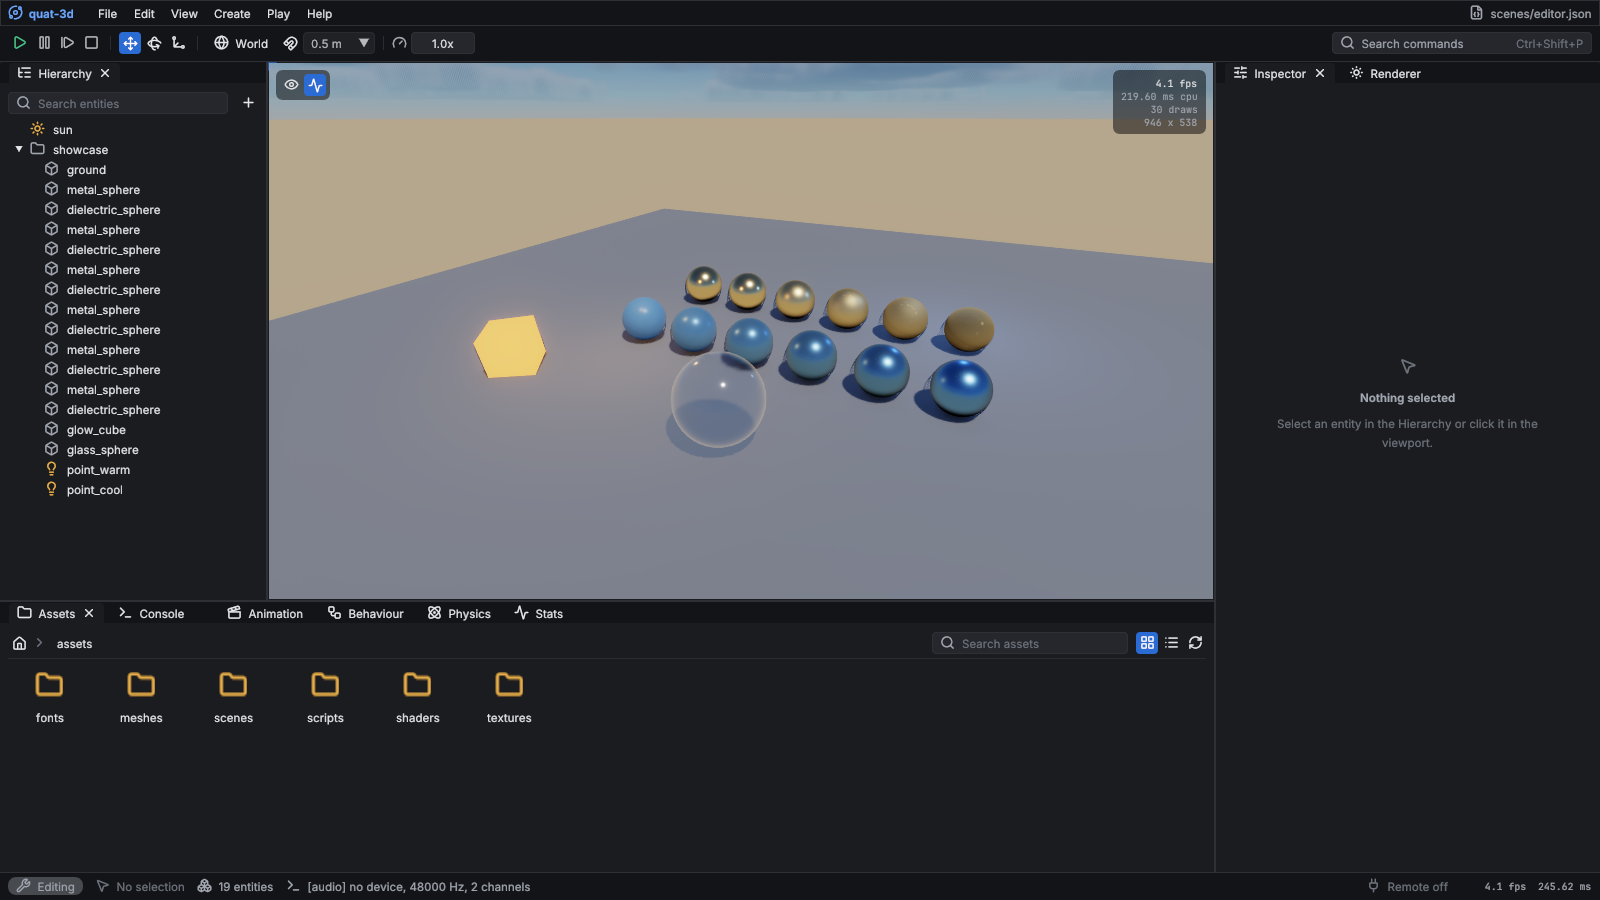 quat-3d File Edit View Create Play Help scenes/editor.json
World 0.5 m 1.0x Search commands Ctrl+Shift+P
Hierarchy
Search entities
sun
showcase
ground
metal_sphere
dielectric_sphere
metal_sphere
dielectric_sphere
metal_sphere
dielectric_sphere
metal_sphere
dielectric_sphere
metal_sphere
dielectric_sphere
metal_sphere
dielectric_sphere
glow_cube
glass_sphere
point_warm
point_cool
4.1 fps
219.60 ms cpu
30 draws
946 x 538
Inspector Renderer
Nothing selected
Select an entity in the Hierarchy or click it in the
viewport.
Assets Console Animation Behaviour Physics Stats
assets Search assets
fonts meshes scenes scripts shaders textures
Editing No selection 19 entities [audio] no device, 48000 Hz, 2 channels Remote off 4.1 fps 245.62 ms